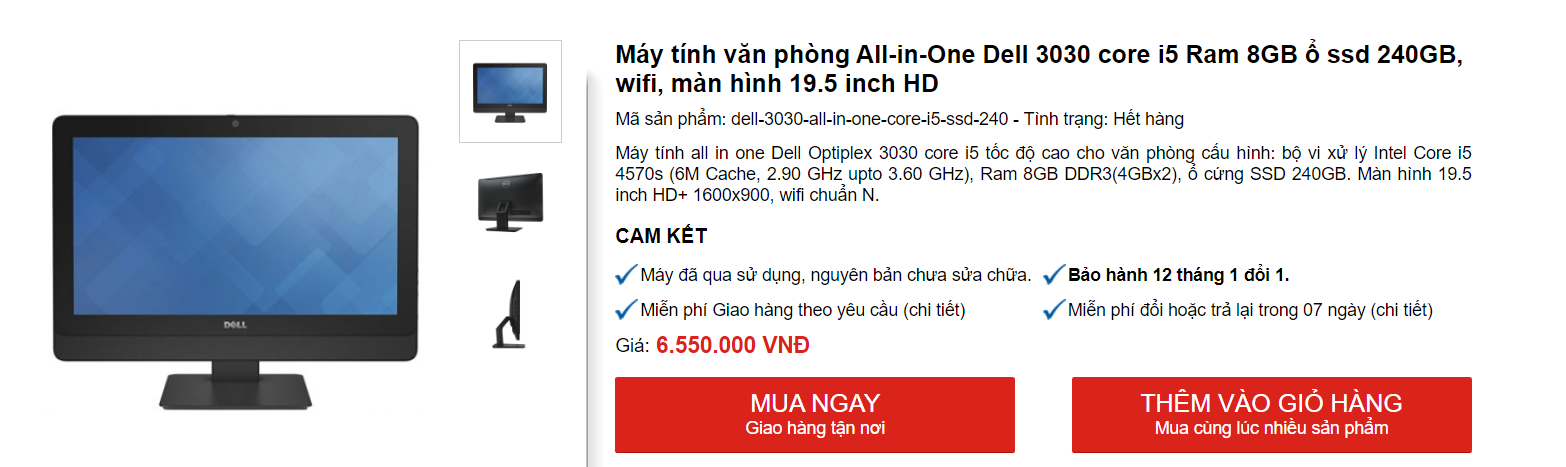 Máy tính văn phòng All-in-One Dell 3030 core i5 Ram 8GB ổ ssd 240GB,
wifi, màn hình 19.5 inch HD
Mã sản phẩm: dell-3030-all-in-one-core-i5-ssd-240 - Tình trạng: Hết hàng
Máy tính all in one Dell Optiplex 3030 core i5 tốc độ cao cho văn phòng cấu hình: bộ vi xử lý Intel Core i5
4570s (6M Cache, 2.90 GHz upto 3.60 GHz), Ram 8GB DDR3(4GBx2), ổ cứng SSD 240GB. Màn hình 19.5
inch HD+ 1600x900, wifi chuẩn N.
CAM KẾT
Máy đã qua sử dụng, nguyên bản chưa sửa chữa.
Bảo hành 12 tháng 1 đổi 1.
Miễn phí Giao hàng theo yêu cầu (chi tiết)
Miễn phí đổi hoặc trả lại trong 07 ngày (chi tiết)
Giá: 6.550.000 VNĐ
MUA NGAY
Giao hàng tận nơi
THÊM VÀO GIỎ HÀNG
Mua cùng lúc nhiều sản phẩm
DELL